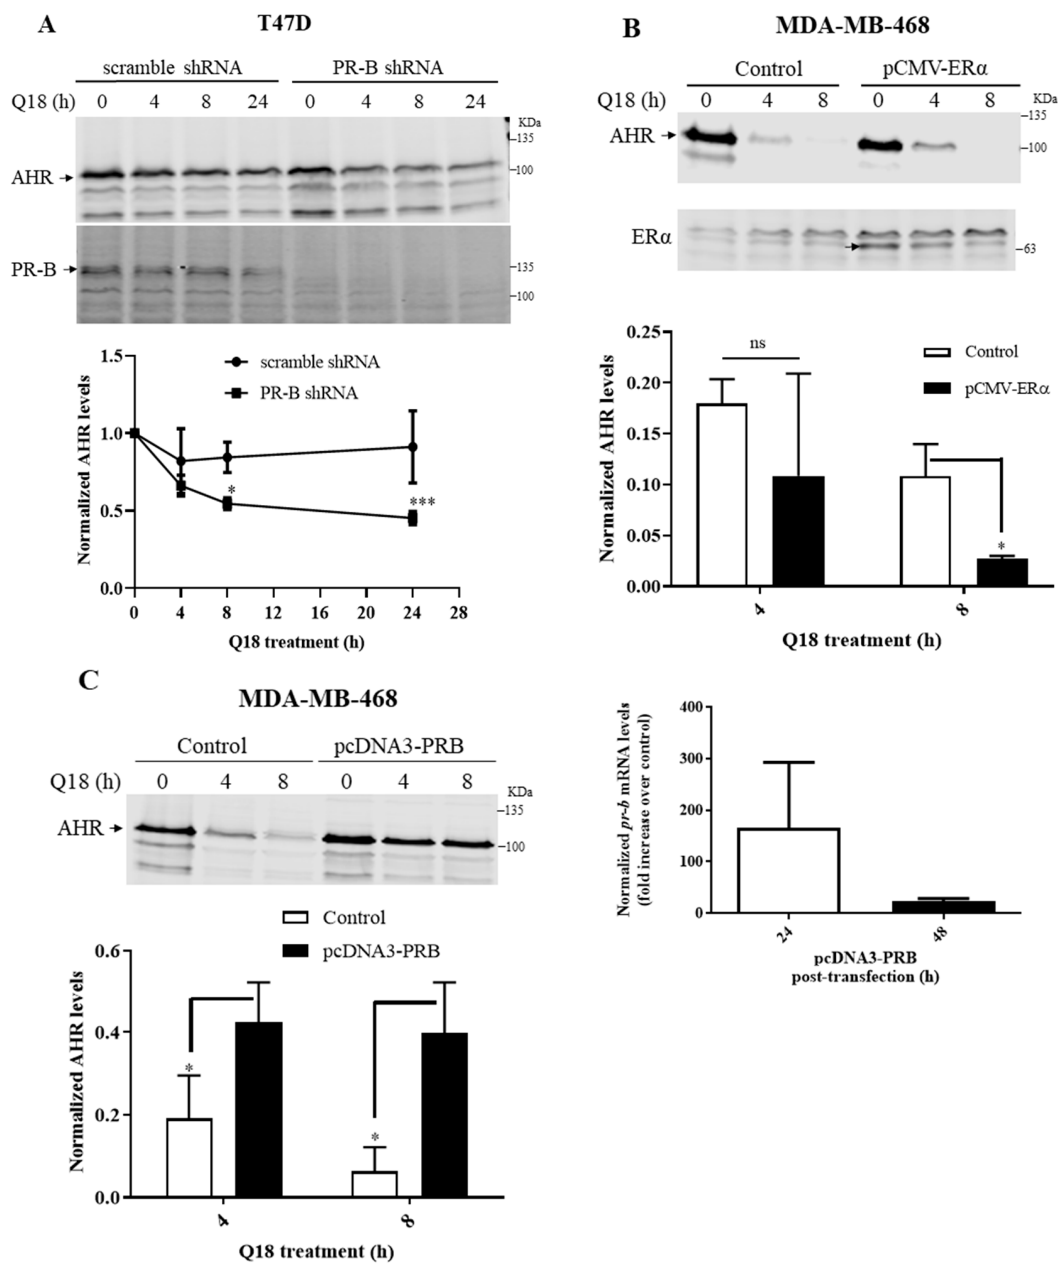 A
T47D
scramble shRNA PR-B shRNA
Q18 (h) 0 4 8 24 0 4 8 24
KDa
135
AHR
100
PR-B
135
100
1.5
1.0
0.5
0.0
Normalized AHR levels
scramble shRNA
PR-B shRNA
*
***
0 4 8 12 16 20 24 28
Q18 treatment (h)
B
MDA-MB-468
Control pCMV-ERα
Q18 (h) 0 4 8 0 4 8
KDa
135
AHR
100
ERα
63
0.25
0.20
0.15
0.10
0.05
0.00
Normalized AHR levels
ns
Control
pCMV-ERα
*
4 8
Q18 treatment (h)
C
MDA-MB-468
Control pcDNA3-PRB
Q18 (h) 0 4 8 0 4 8
KDa
135
AHR
100
Control
pcDNA3-PRB
0.6
0.4
0.2
0.0
Normalized AHR levels
*
*
4 8
Q18 treatment (h)
400
300
200
100
0
Normalized pr-b mRNA levels
(fold increase over control)
24 48
pcDNA3-PRB
post-transfection (h)